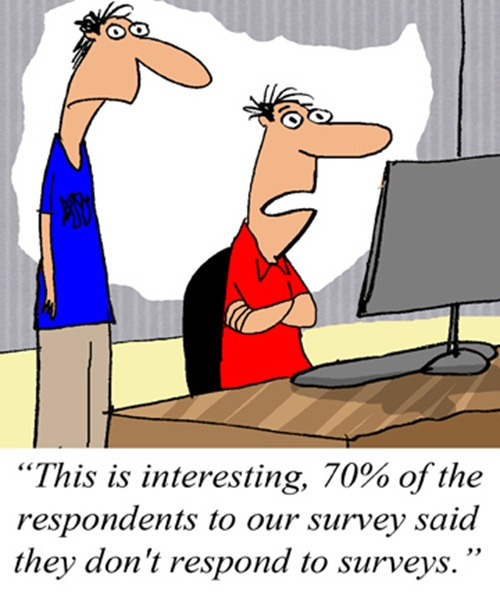 “This is interesting, 70% of the
respondents to our survey said
they don't respond to surveys.”